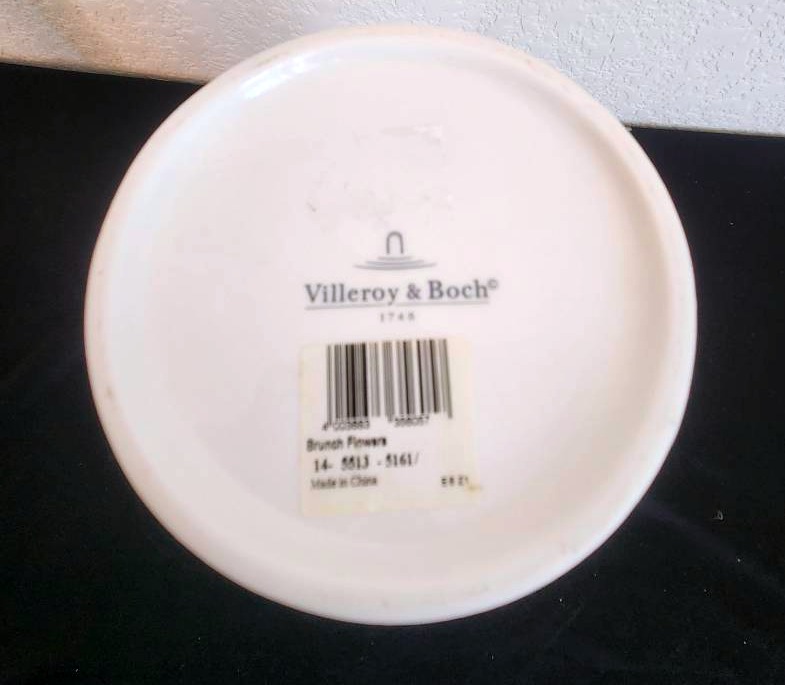 Villeroy & Boch©
1748
Brunch Flowers
14- 5513 -5161/
Made in China